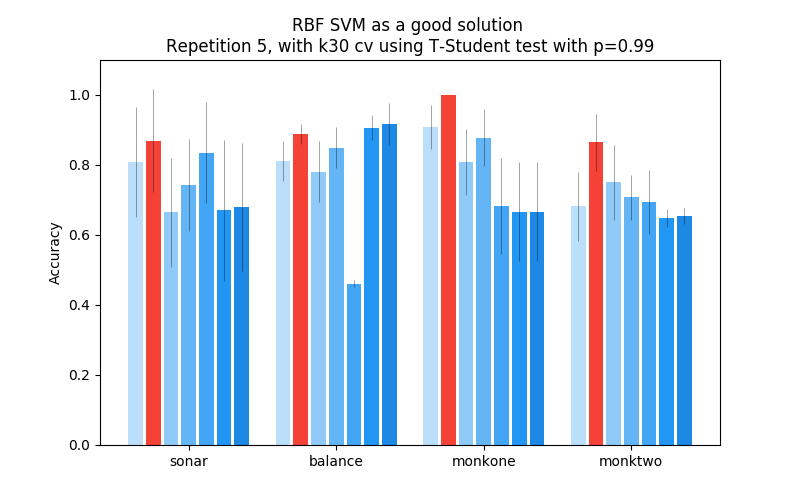 RBF SVM as a good solution
Repetition 5, with k30 cv using T-Student test with p=0.99
Accuracy
1.0
0.8
0.6
0.4
0.2
0.0
sonar
balance
monkone
monktwo